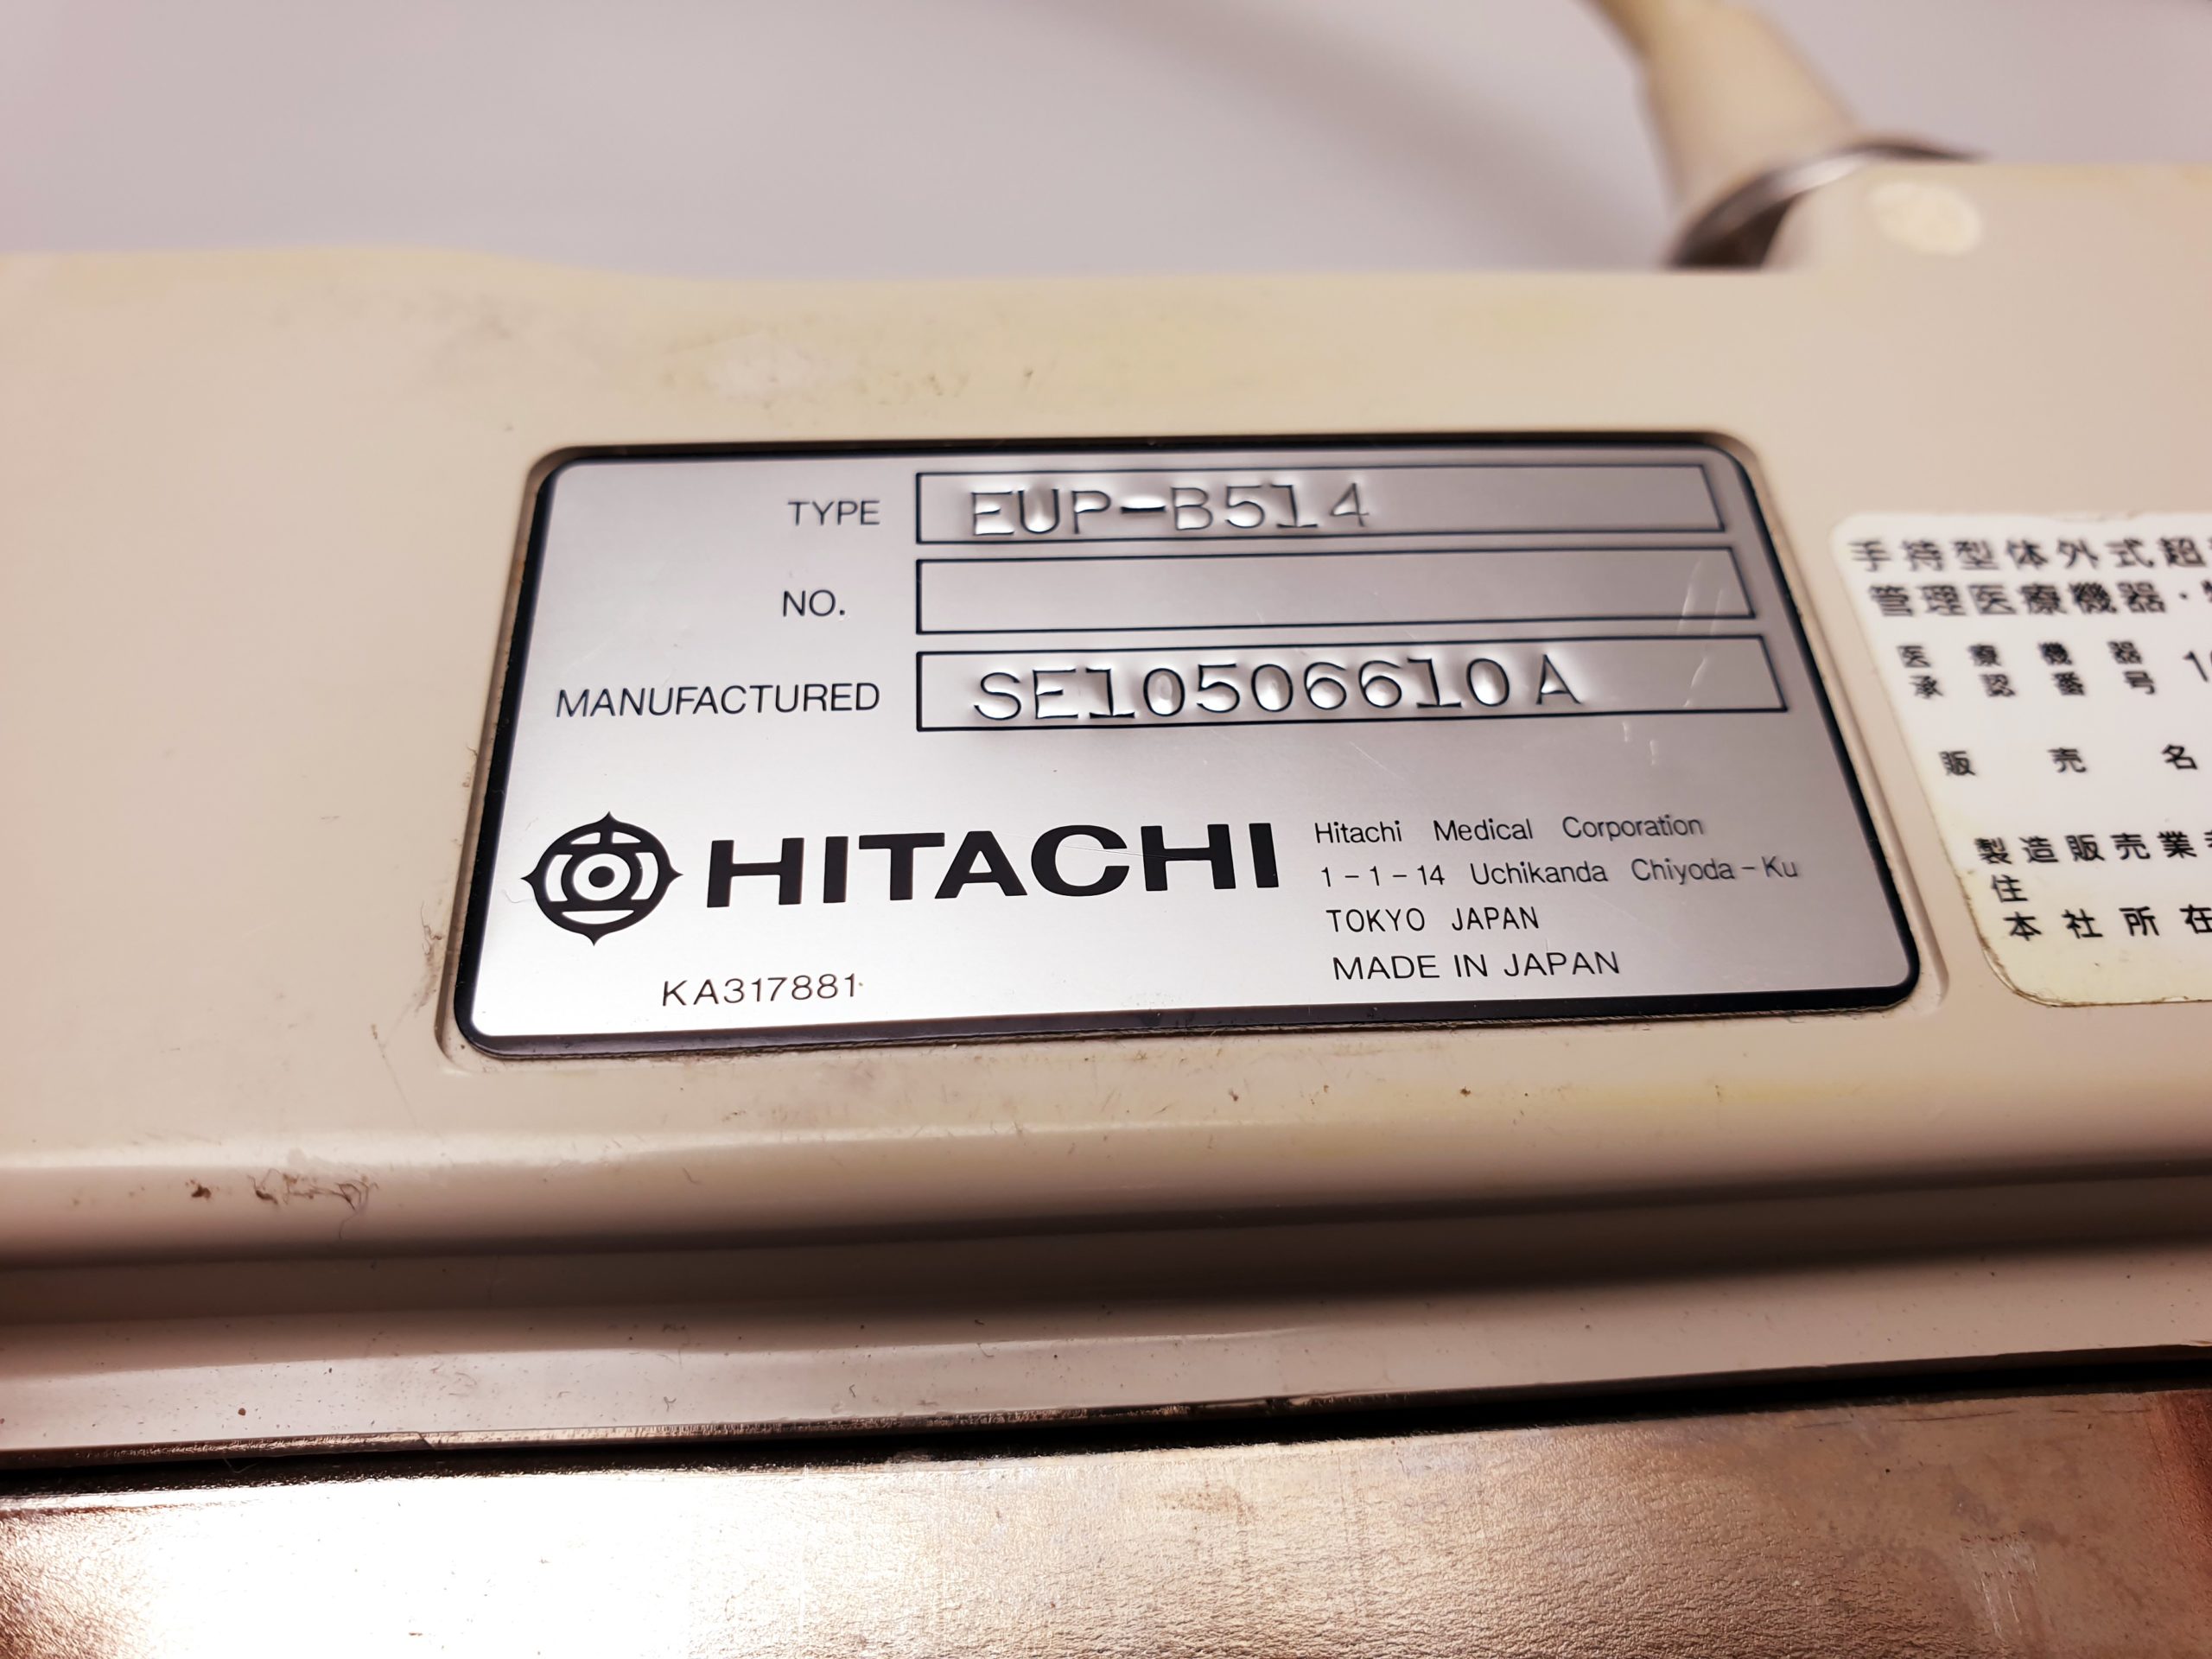 TYPE EUP-B514
NO.
MANUFACTURED SE10506610A
HITACHI
Hitachi Medical Corporation
1-1-14 Uchikanda Chiyoda-Ku
TOKYO JAPAN
MADE IN JAPAN
KA317881
手持型体外式超
管理医療機器・
医療機器
承認番号
販売名
製造販売業
住
本社所在